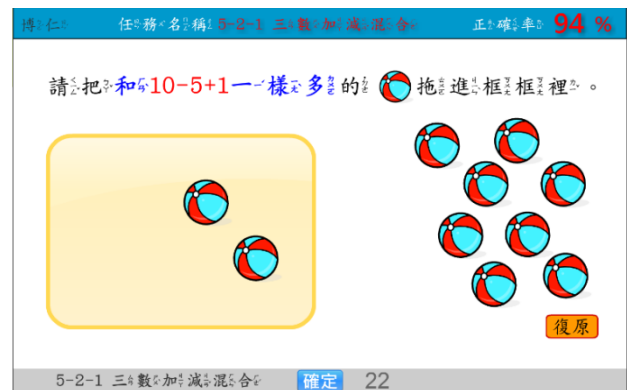 博仁 任務名稱：5-2-1 三數加減混合 正確率 94 %
請把和10-5+1一樣多的拖進框框裡。
復原
5-2-1 三數加減混合 確定 22